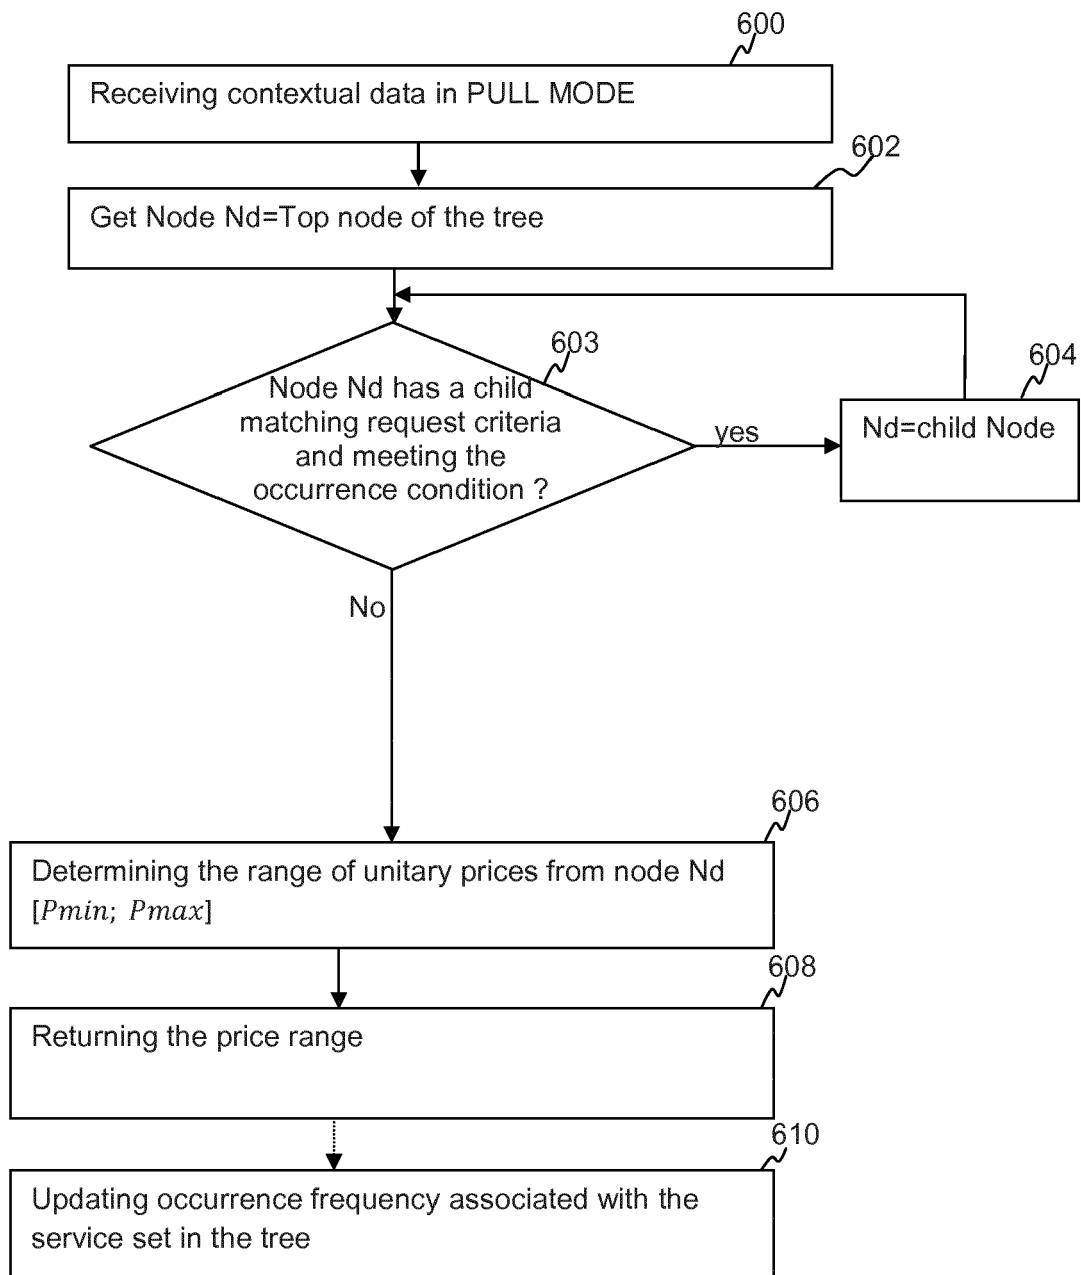 600
Receiving contextual data in PULL MODE
602
Get Node Nd=Top node of the tree
603
Node Nd has a child
matching request criteria
and meeting the
occurrence condition ?
yes
604
Nd=child Node
No
606
Determining the range of unitary prices from node Nd
[Pmin; Pmax]
608
Returning the price range
610
Updating occurrence frequency associated with the
service set in the tree